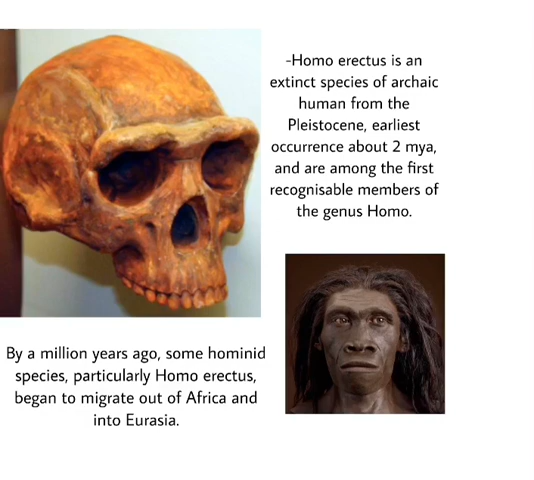 -Homo erectus is an
extinct species of archaic
human from the
Pleistocene, earliest
occurrence about 2 mya,
and are among the first
recognisable members of
the genus Homo.
By a million years ago, some hominid
species, particularly Homo erectus,
began to migrate out of Africa and
into Eurasia.